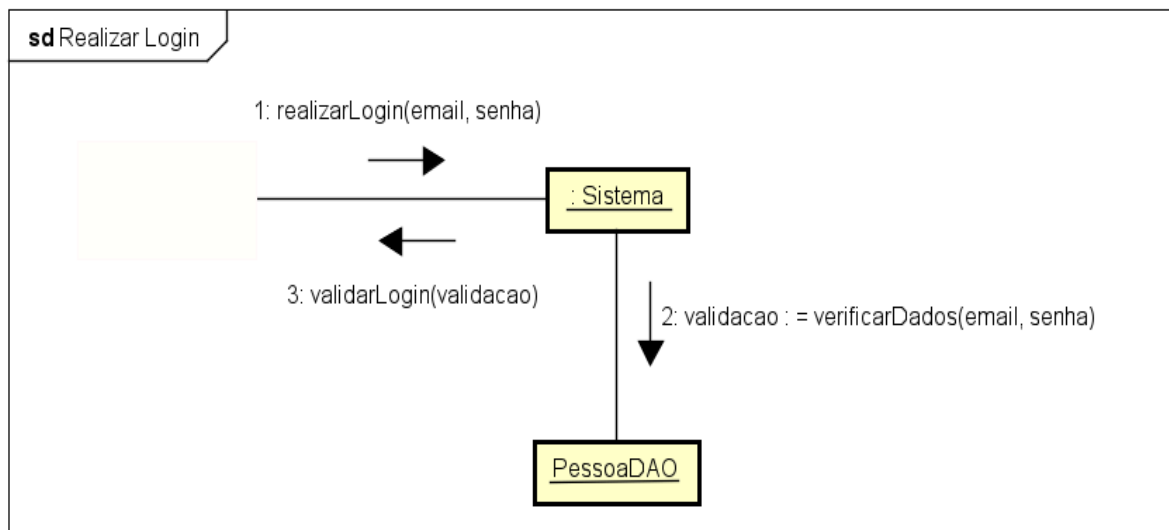 sd Realizar Login
1: realizarLogin(email, senha)
: Sistema
3: validarLogin(validacao)
2: validacao : = verificarDados(email, senha)
PessoaDAO